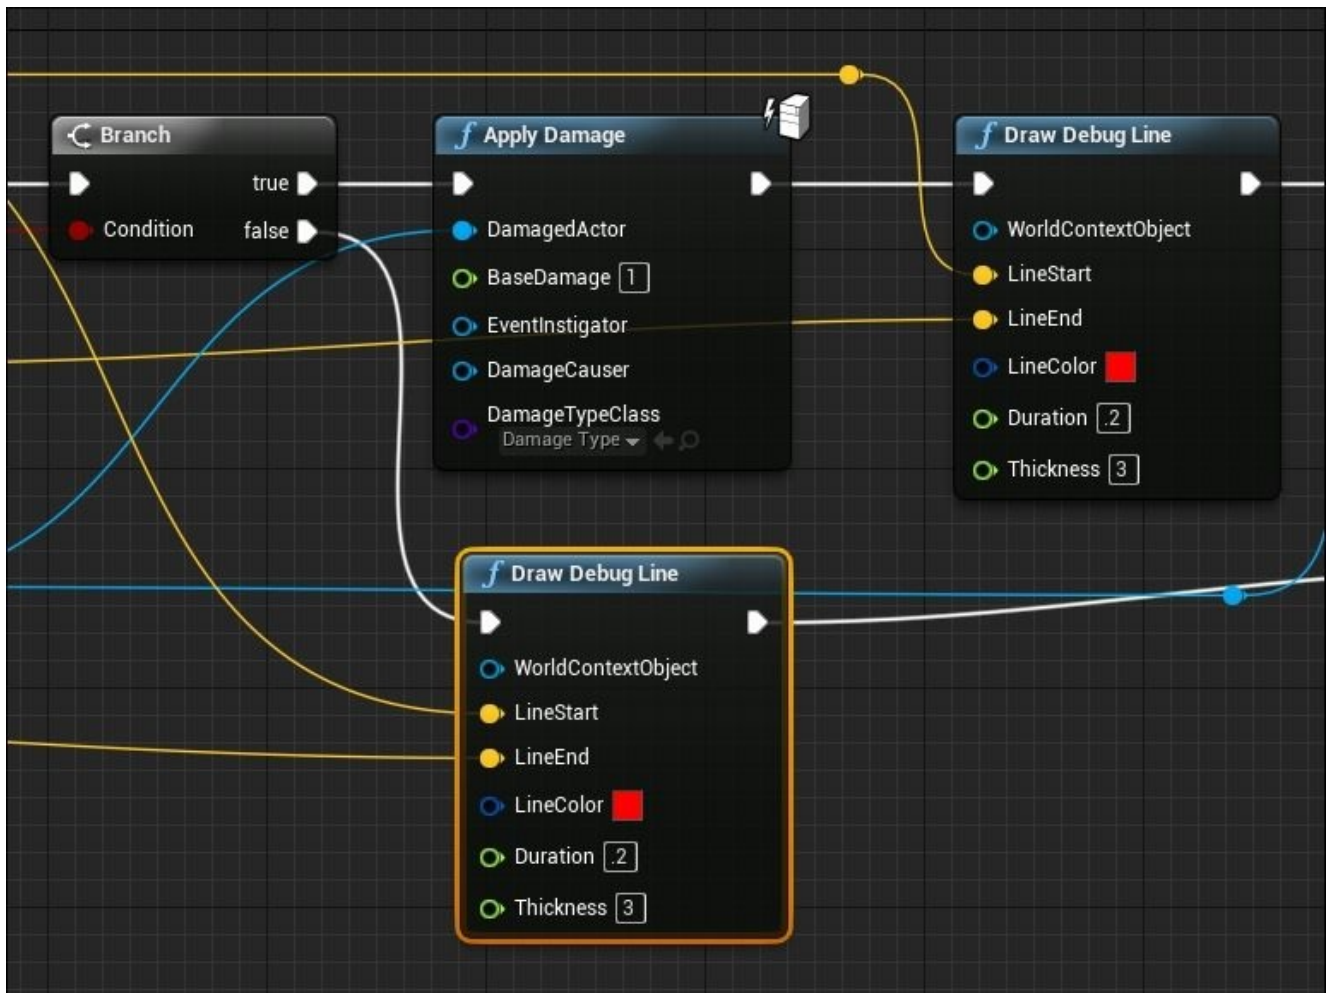 Branch
true
Condition
false
f Apply Damage
DamagedActor
BaseDamage 1
EventInstigator
DamageCauser
DamageTypeClass
Damage Type
f Draw Debug Line
WorldContextObject
LineStart
LineEnd
LineColor
Duration .2
Thickness 3
f Draw Debug Line
WorldContextObject
LineStart
LineEnd
LineColor
Duration .2
Thickness 3